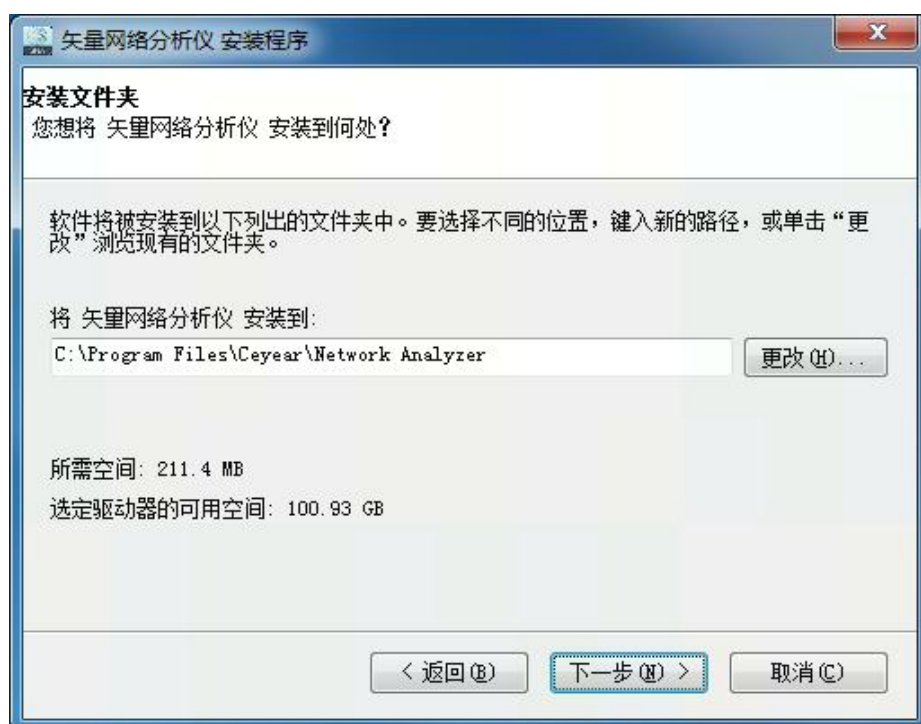 矢量网络分析仪 安装程序
安装文件夹
您想将 矢量网络分析仪 安装到何处?
软件将被安装到以下列出的文件夹中。要选择不同的位置，键入新的路径，或单击“更
改”浏览现有的文件夹。
将 矢量网络分析仪 安装到:
C:\Program Files\Ceyear\Network Analyzer
更改(H)...
所需空间: 211.4 MB
选定驱动器的可用空间: 100.93 GB
< 返回(B)
下一步(N) >
取消(C)